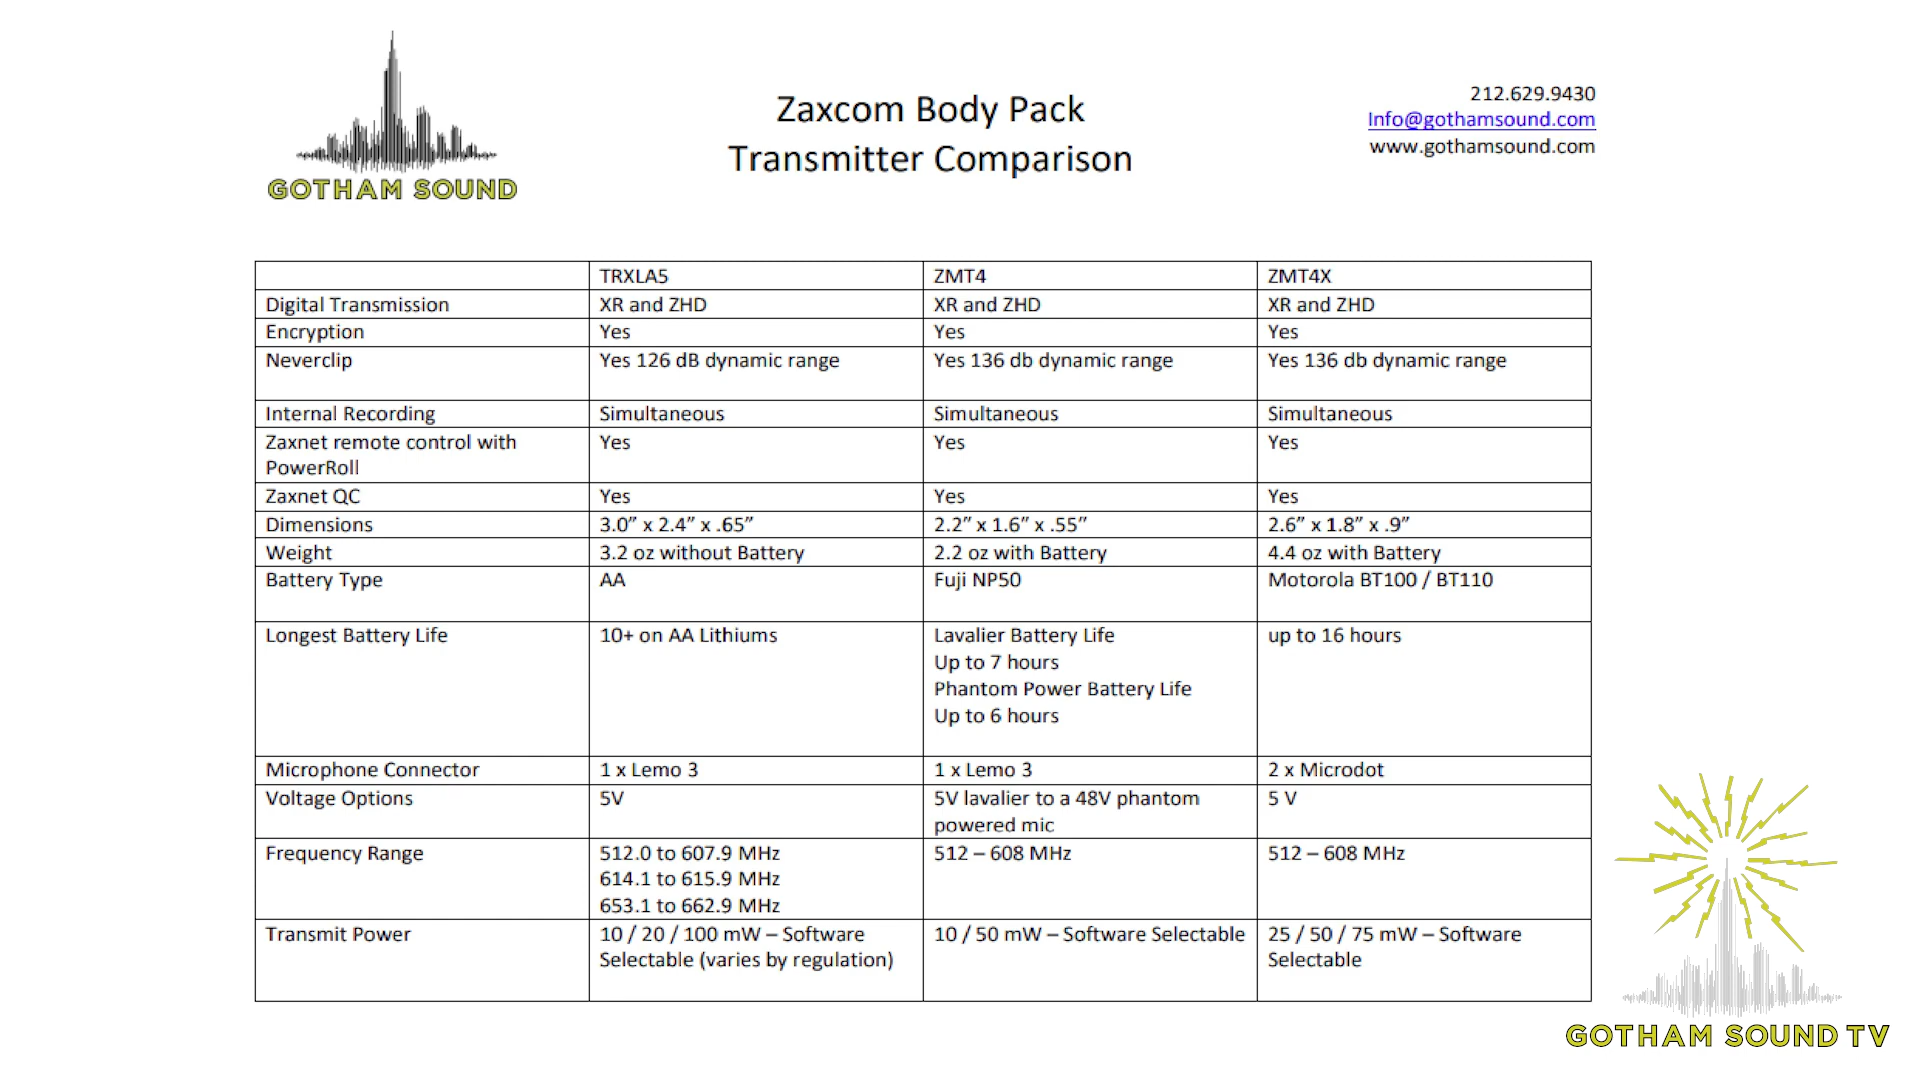 GOTHAM SOUND
Zaxcom Body Pack
Transmitter Comparison
212.629.9430
Info@gothamsound.com
www.gothamsound.com
TRXLA5 ZMT4 ZMT4X
Digital Transmission XR and ZHD XR and ZHD XR and ZHD
Encryption Yes Yes Yes
Neverclip Yes 126 dB dynamic range Yes 136 db dynamic range Yes 136 db dynamic range
Internal Recording Simultaneous Simultaneous Simultaneous
Zaxnet remote control with Yes Yes Yes
PowerRoll
Zaxnet QC Yes Yes Yes
Dimensions 3.0” x 2.4” x .65” 2.2” x 1.6” x .55” 2.6” x 1.8” x .9”
Weight 3.2 oz without Battery 2.2 oz with Battery 4.4 oz with Battery
Battery Type AA Fuji NP50 Motorola BT100 / BT110
Longest Battery Life 10+ on AA Lithiums Lavalier Battery Life up to 16 hours
Up to 7 hours
Phantom Power Battery Life
Up to 6 hours
Microphone Connector 1 x Lemo 3 1 x Lemo 3 2 x Microdot
Voltage Options 5V 5V lavalier to a 48V phantom 5 V
powered mic
Frequency Range 512.0 to 607.9 MHz 512 – 608 MHz 512 – 608 MHz
614.1 to 615.9 MHz
653.1 to 662.9 MHz
Transmit Power 10 / 20 / 100 mW – Software 10 / 50 mW – Software Selectable 25 / 50 / 75 mW – Software
Selectable (varies by regulation) Selectable
GOTHAM SOUND TV